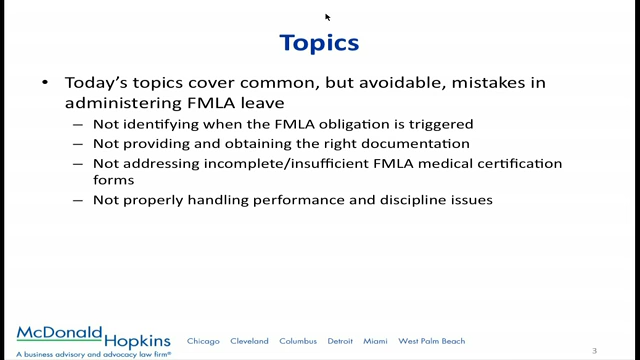 Topics
• Today's topics cover common, but avoidable, mistakes in
administering FMLA leave
– Not identifying when the FMLA obligation is triggered
– Not providing and obtaining the right documentation
– Not addressing incomplete/insufficient FMLA medical certification
forms
– Not properly handling performance and discipline issues
McDonald
Hopkins
A business advisory and advocacy law firm®
Chicago Cleveland Columbus Detroit Miami West Palm Beach
3